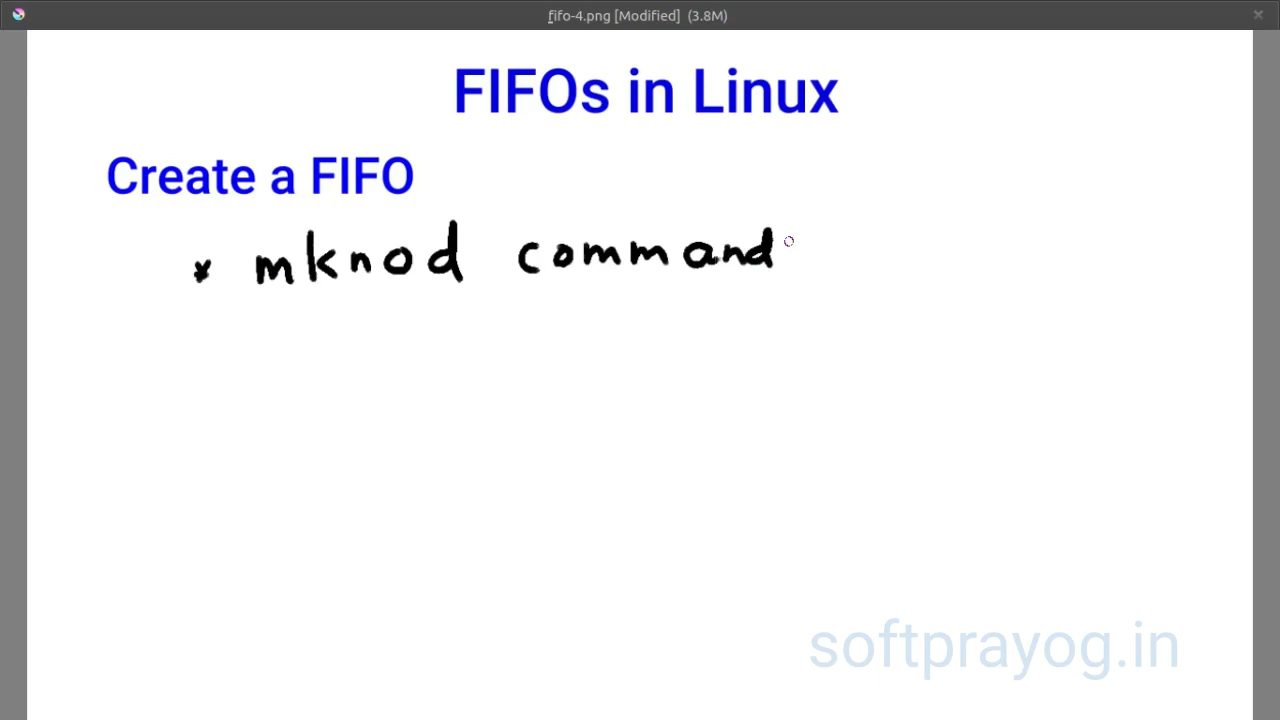 fifo-4.png [Modified] (3.8M)
FIFOs in Linux
Create a FIFO
* mknod command
softprayog.in